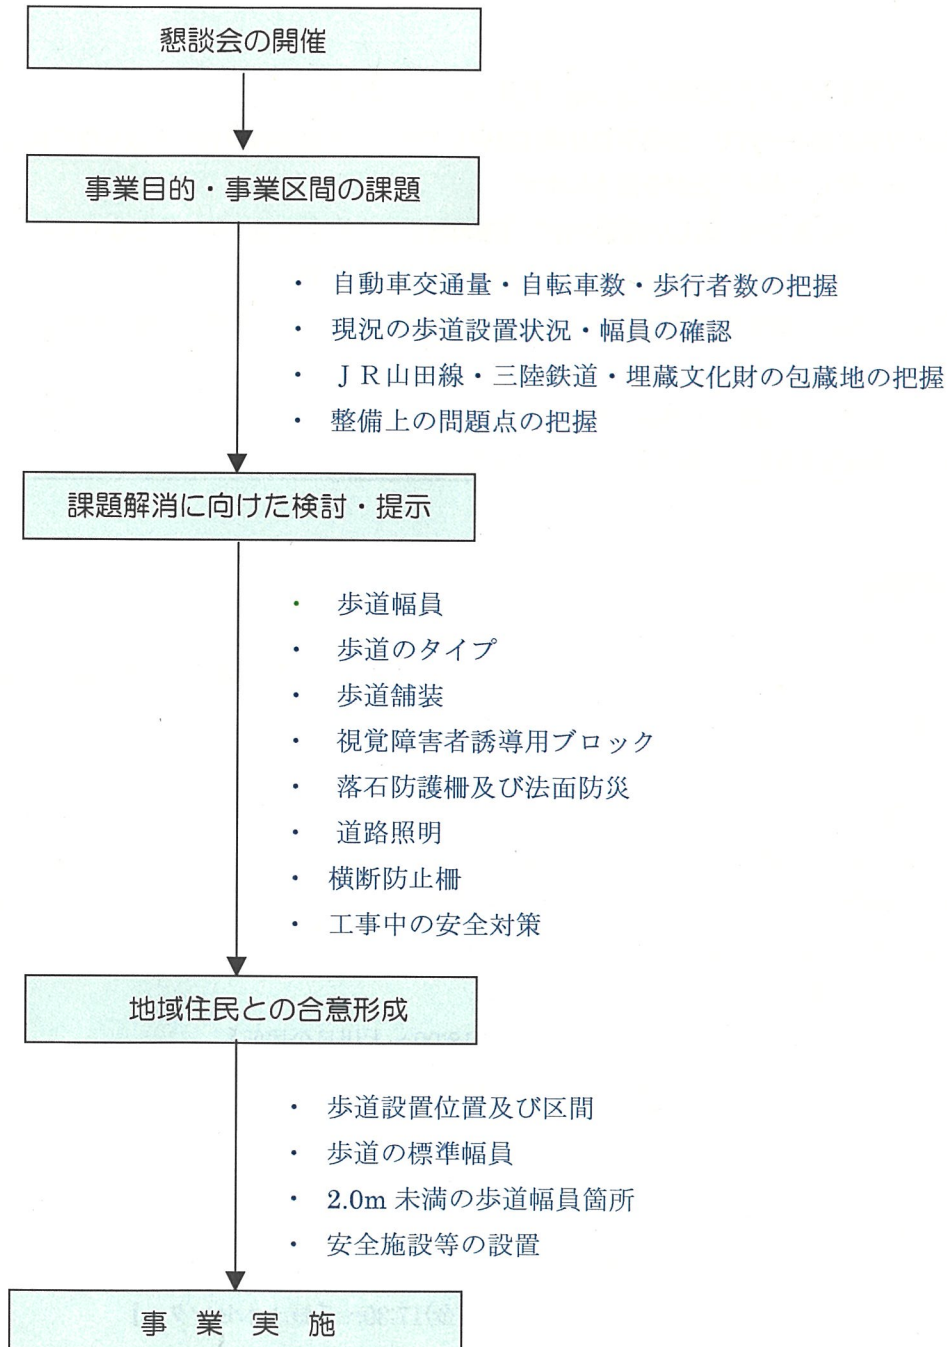 懇談会の開催
事業目的・事業区間の課題
・ 自動車交通量・自転車数・歩行者数の把握
・ 現況の歩道設置状況・幅員の確認
・ ＪＲ山田線・三陸鉄道・埋蔵文化財の包蔵地の把握
・ 整備上の問題点の把握
課題解消に向けた検討・提示
・ 歩道幅員
・ 歩道のタイプ
・ 歩道舗装
・ 視覚障害者誘導用ブロック
・ 落石防護柵及び法面防災
・ 道路照明
・ 横断防止柵
・ 工事中の安全対策
地域住民との合意形成
・ 歩道設置位置及び区間
・ 歩道の標準幅員
・ 2.0m 未満の歩道幅員箇所
・ 安全施設等の設置
事 業 実 施